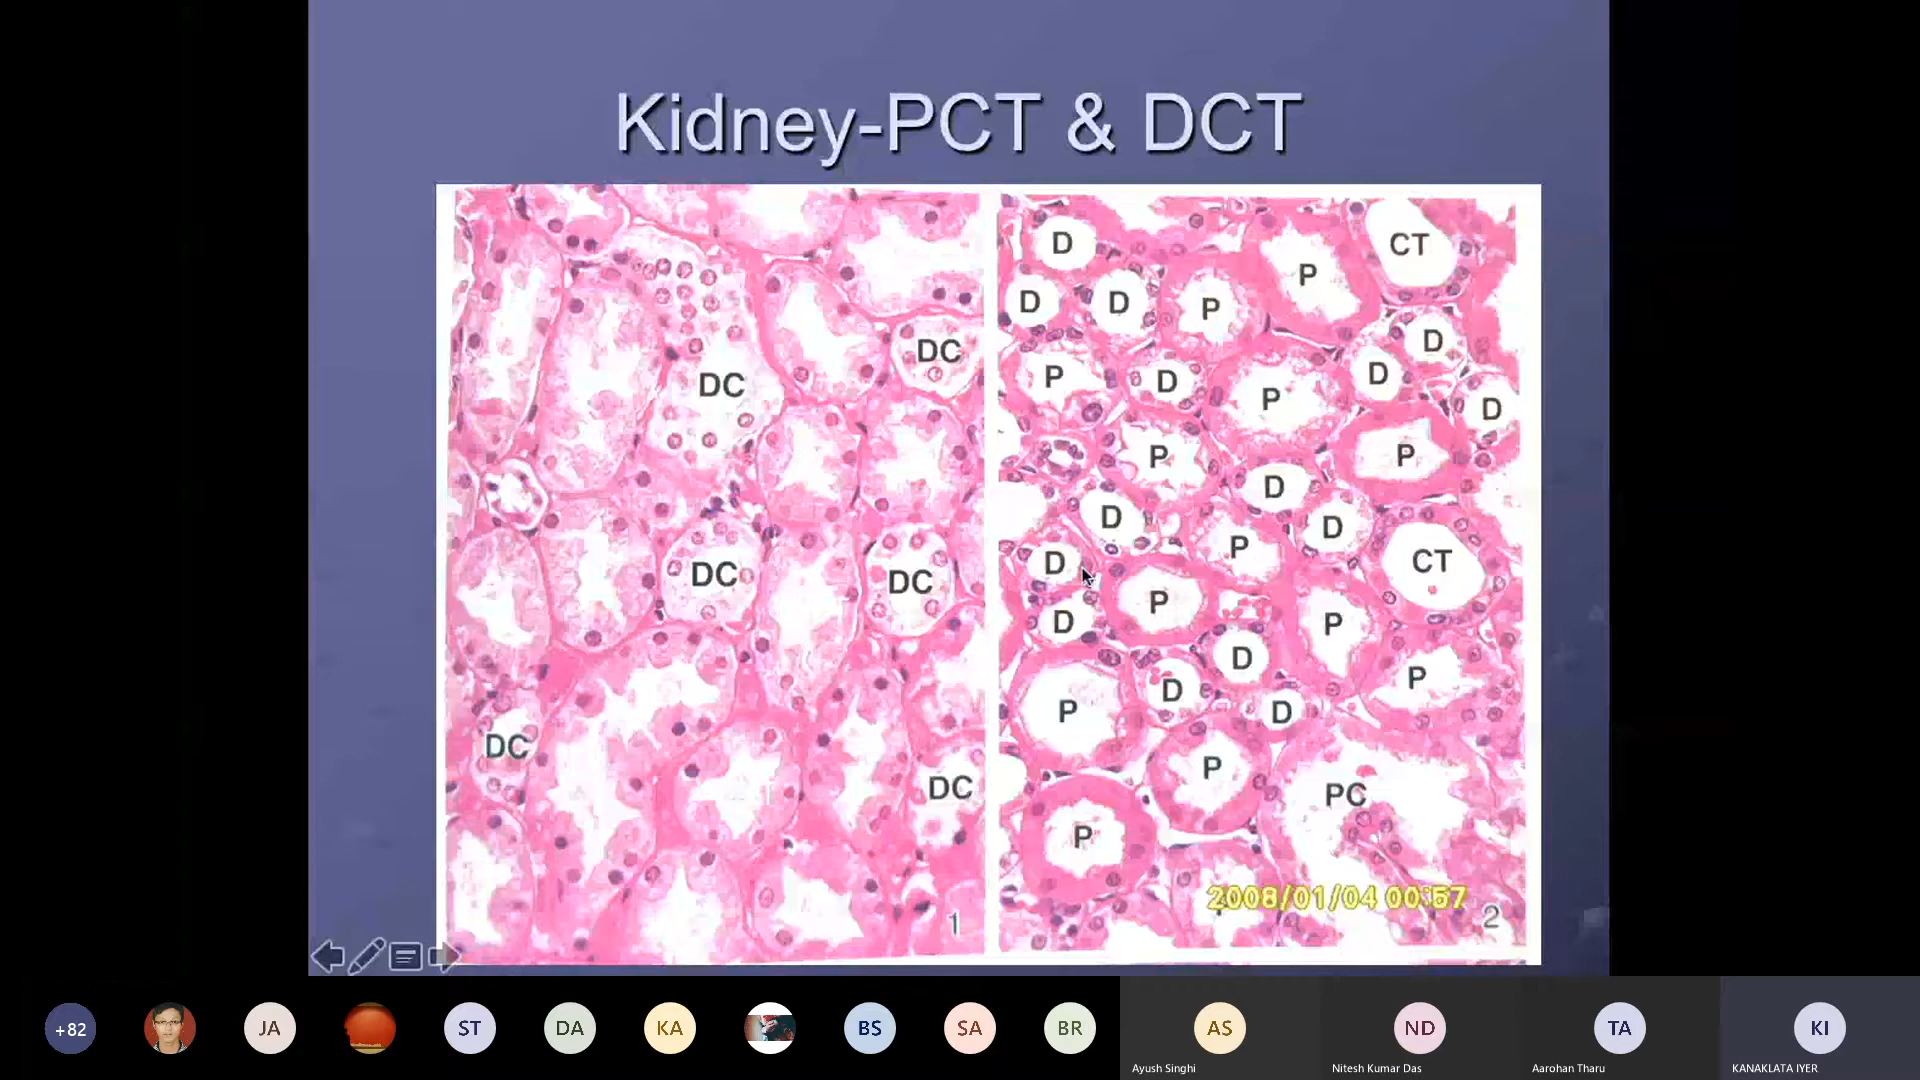 Kidney-PCT & DCT
DC
DC
DC
DC
DC
DC
1
D
CT
P
D
D
P
D
P
D
P
D
D
P
P
D
D
D
P
CT
D
P
D
P
D
P
D
P
D
P
D
P
PC
P
2008/01/04 00:57
2
+82
JA
ST
DA
KA
BS
SA
BR
AS
ND
TA
KI
Ayush Singhi
Nitesh Kumar Das
Aarohan Tharu
KANAKLATA IYER